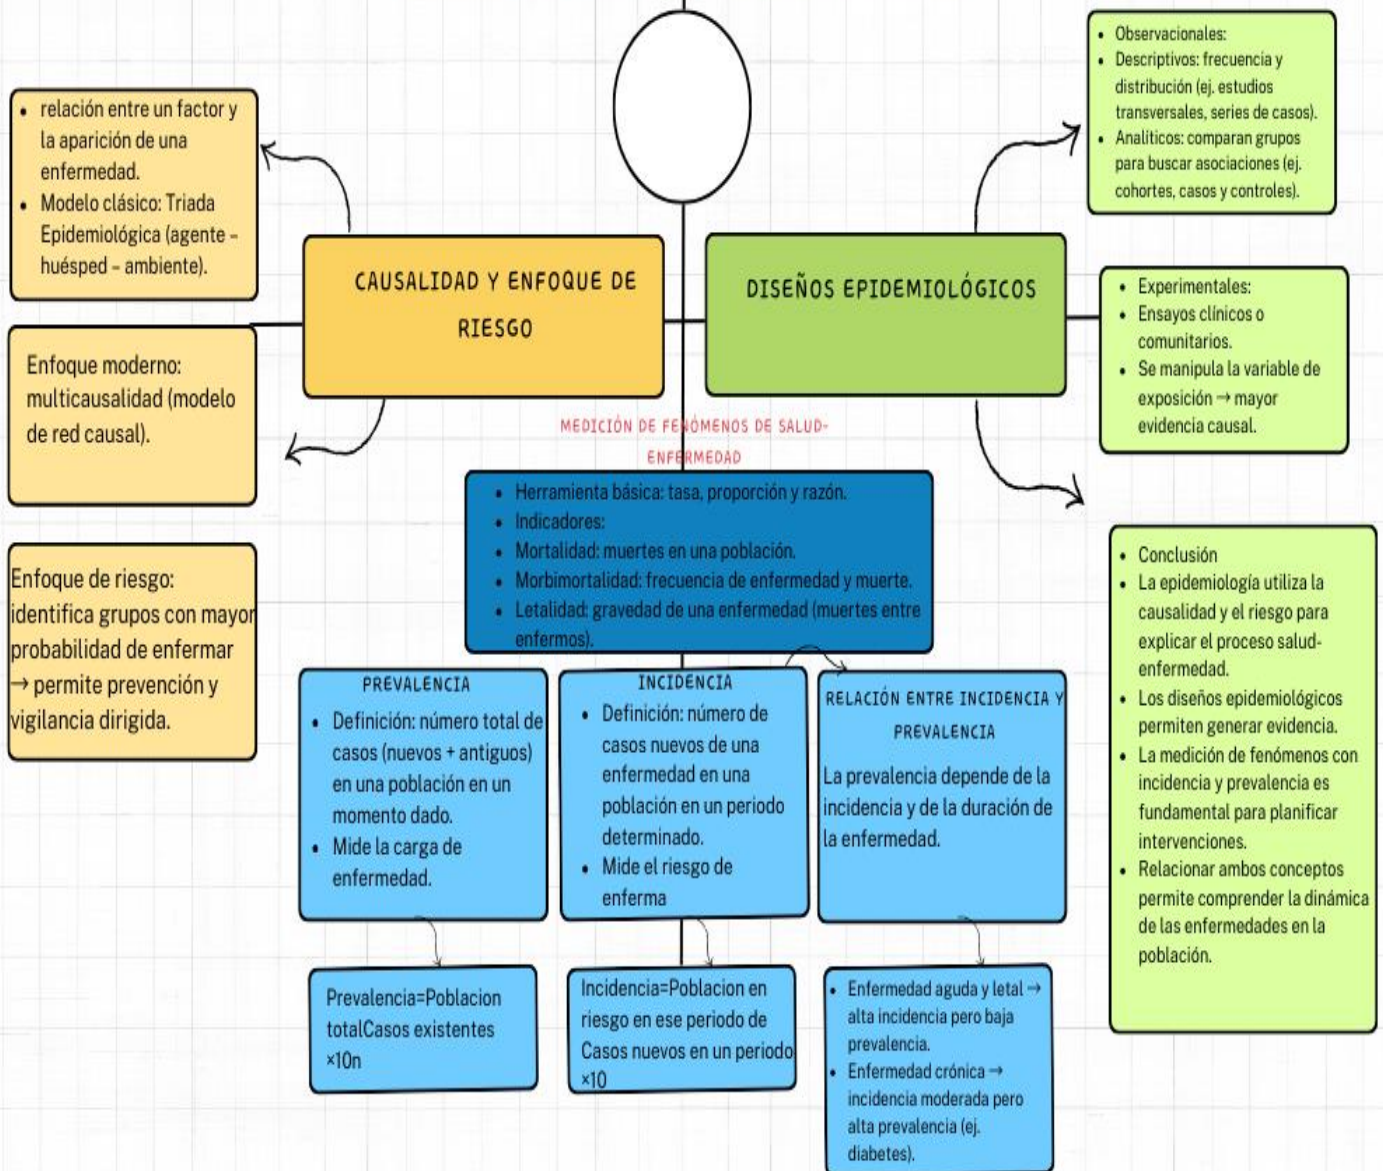 relación entre un factor y
la aparición de una
enfermedad.
Modelo clásico: Triada
Epidemiológica (agente –
huésped – ambiente).
Enfoque moderno:
multicausalidad (modelo
de red causal).
Enfoque de riesgo:
identifica grupos con mayor
probabilidad de enfermar
→ permite prevención y
vigilancia dirigida.
CAUSALIDAD Y ENFOQUE DE
RIESGO
DISEÑOS EPIDEMIOLÓGICOS
Observacionales:
Descriptivos: frecuencia y
distribución (ej. estudios
transversales, series de casos).
Analíticos: comparan grupos
para buscar asociaciones (ej.
cohortes, casos y controles).
Experimentales:
Ensayos clínicos o
comunitarios.
Se manipula la variable de
exposición → mayor
evidencia causal.
Conclusión
La epidemiología utiliza la
causalidad y el riesgo para
explicar el proceso salud-
enfermedad.
Los diseños epidemiológicos
permiten generar evidencia.
La medición de fenómenos con
incidencia y prevalencia es
fundamental para planificar
intervenciones.
Relacionar ambos conceptos
permite comprender la dinámica
de las enfermedades en la
población.
MEDICIÓN DE FENÓMENOS DE SALUD-
ENFERMEDAD
Herramienta básica: tasa, proporción y razón.
Indicadores:
Mortalidad: muertes en una población.
Morbimortalidad: frecuencia de enfermedad y muerte.
Letalidad: gravedad de una enfermedad (muertes entre
enfermos).
PREVALENCIA
Definición: número total de
casos (nuevos + antiguos)
en una población en un
momento dado.
Mide la carga de
enfermedad.
Prevalencia=Poblacion
totalCasos existentes
×10n
INCIDENCIA
Definición: número de
casos nuevos de una
enfermedad en una
población en un periodo
determinado.
Mide el riesgo de
enferma
Incidencia=Poblacion en
riesgo en ese periodo de
Casos nuevos en un periodo
×10
RELACIÓN ENTRE INCIDENCIA Y
PREVALENCIA
La prevalencia depende de la
incidencia y de la duración de
la enfermedad.
Enfermedad aguda y letal →
alta incidencia pero baja
prevalencia.
Enfermedad crónica →
incidencia moderada pero
alta prevalencia (ej.
diabetes).